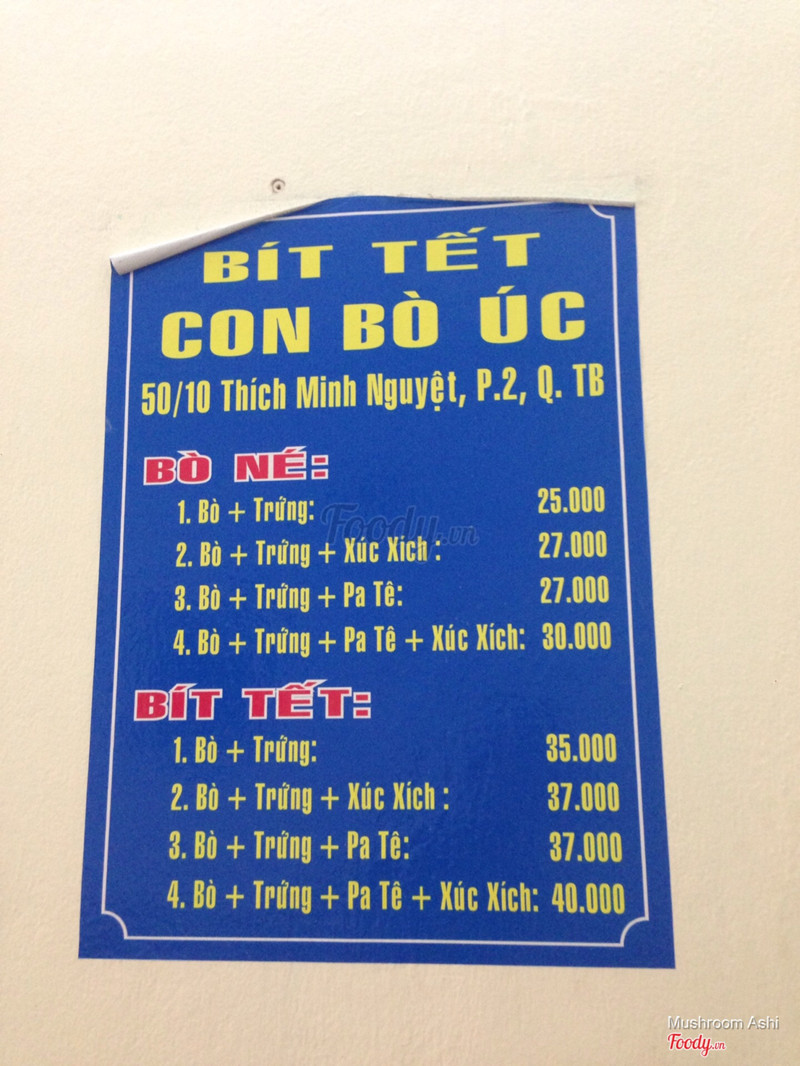 BÍT TẾT
CON BÒ ÚC
50/10 Thích Minh Nguyệt, P.2, Q. TB
BÒ NÉ:
1. Bò + Trứng: 25.000
2. Bò + Trứng + Xúc Xích : 27.000
3. Bò + Trứng + Pa Tê: 27.000
4. Bò + Trứng + Pa Tê + Xúc Xích: 30.000
BÍT TẾT:
1. Bò + Trứng: 35.000
2. Bò + Trứng + Xúc Xích : 37.000
3. Bò + Trứng + Pa Tê: 37.000
4. Bò + Trứng + Pa Tê + Xúc Xích: 40.000
Foody.vn
Mushroom Ashi
Foody.vn